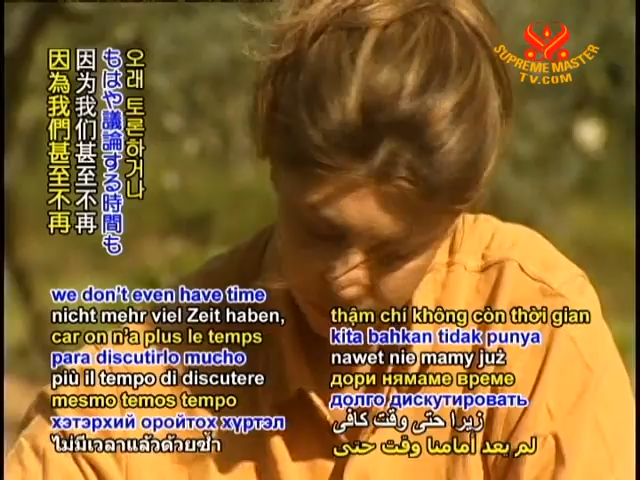 SUPREME MASTER
TV.COM
오래 토론하거나
もはや議論する時間も
因为我们甚至不再
因為我們甚至不再
we don't even have time
nicht mehr viel Zeit haben,
car on n'a plus le temps
para discutirlo mucho
più il tempo di discutere
mesmo temos tempo
хэтэрхий оройтох хүртэл
ไม่มีเวลาแล้วด้วยซ้ำ
thậm chí không còn thời gian
kita bahkan tidak punya
nawet nie mamy już
дори нямаме време
долго дискутировать
زیرا حتی وقت کافی
لم يعد أمامنا وقت حتى